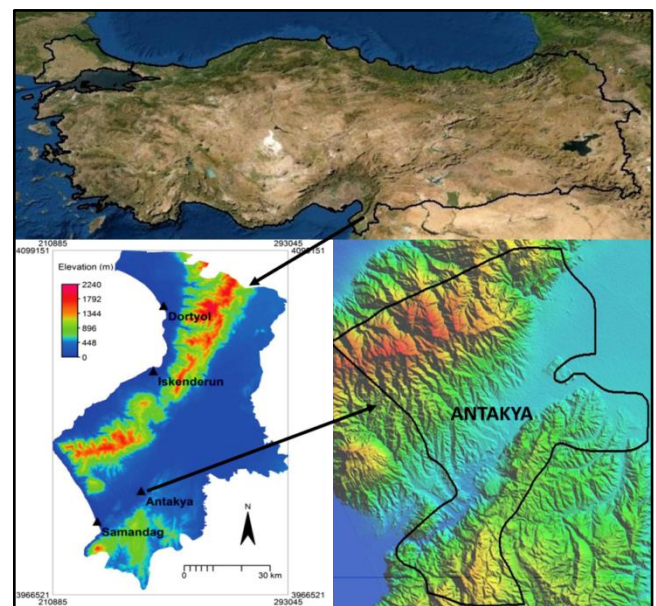 210885 293045
4099151 4099151
Elevation (m)
2240
1792
1344
896
448
0
Dortyol
Iskenderun
Antakya
Samandag
N
0 30 km
3966521 3966521
210885 293045
ANTAKYA